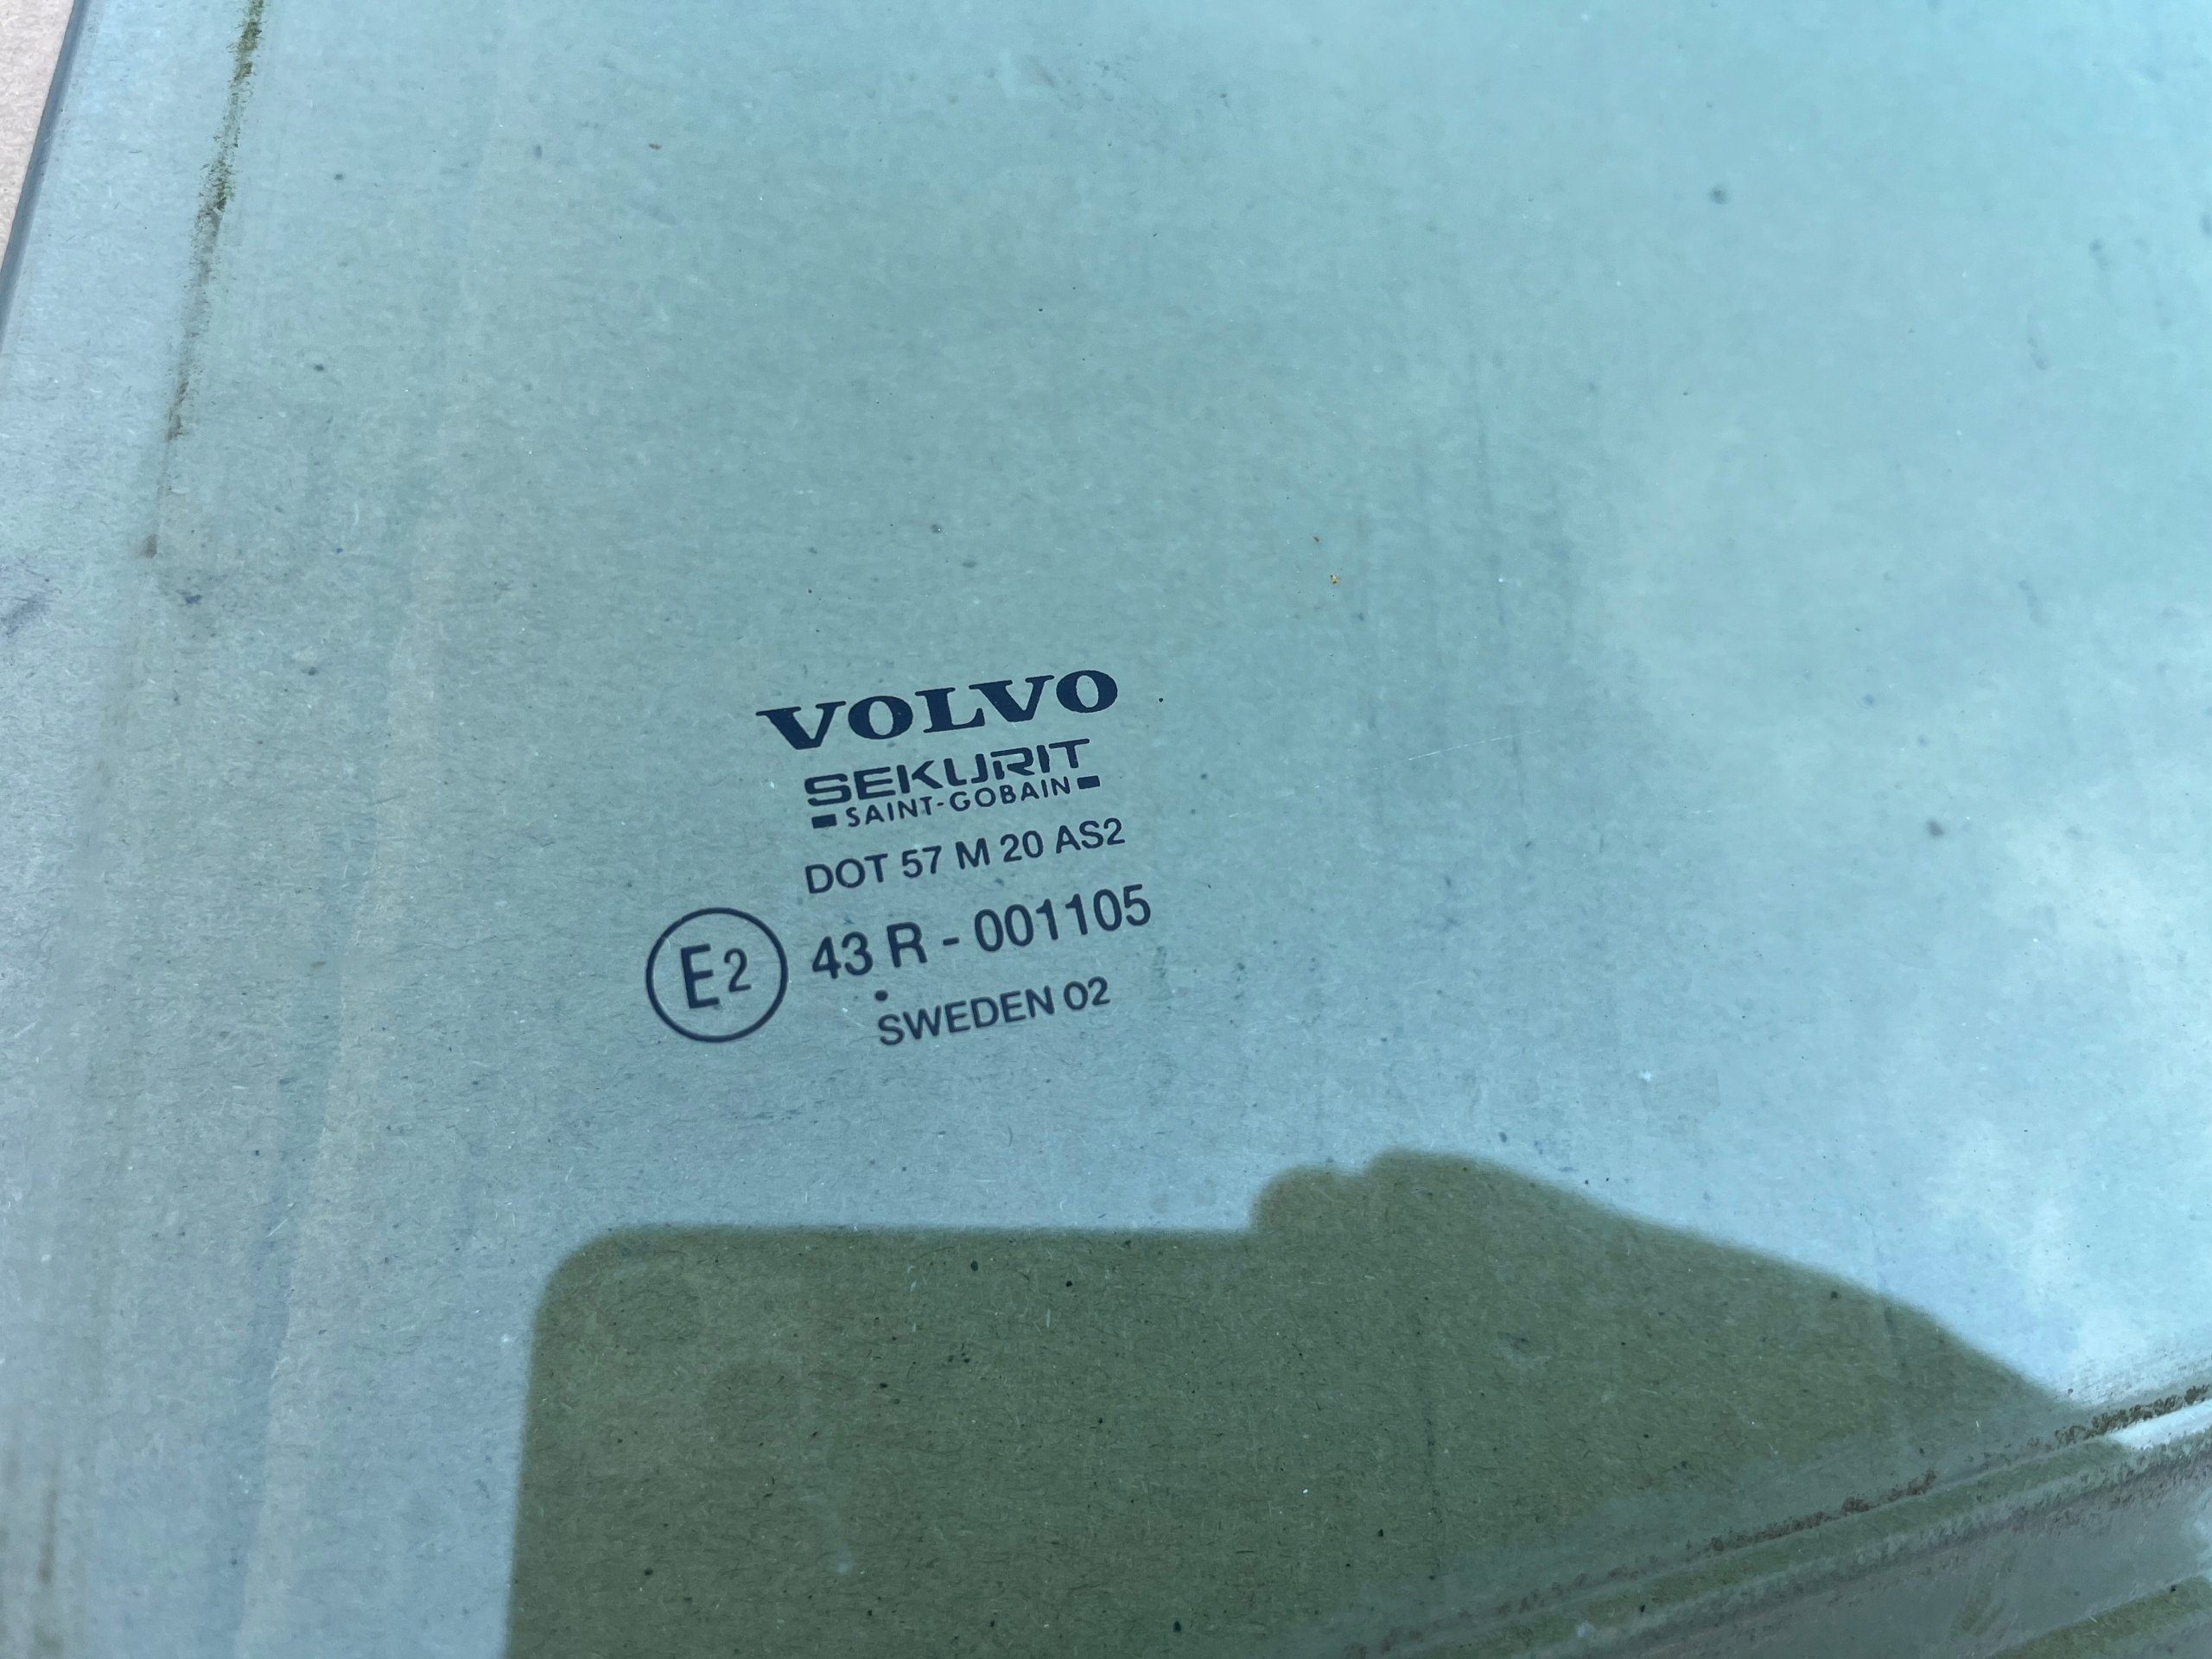 VOLVO
SEKURIT
SAINT-GOBAIN
DOT 57 M 20 AS2
E2 43 R - 001105
SWEDEN 02